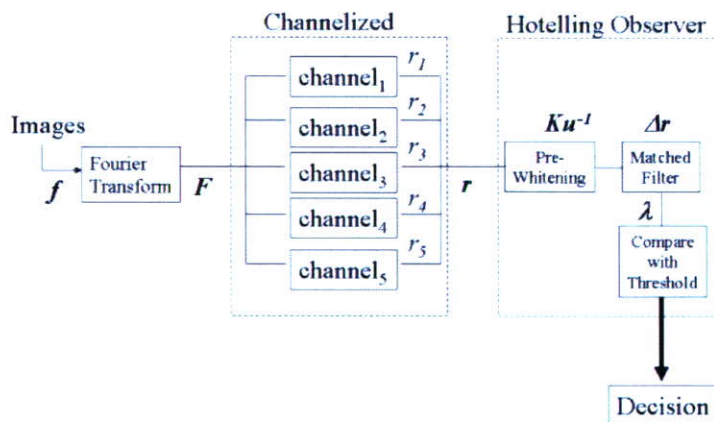 Channelized
Hotelling Observer
Images
f
Fourier
Transform
F
channel₁
r₁
channel₂
r₂
channel₃
r₃
channel₄
r₄
channel₅
r₅
r
Ku⁻¹
Pre-
Whitening
Δr
Matched
Filter
λ
Compare
with
Threshold
Decision